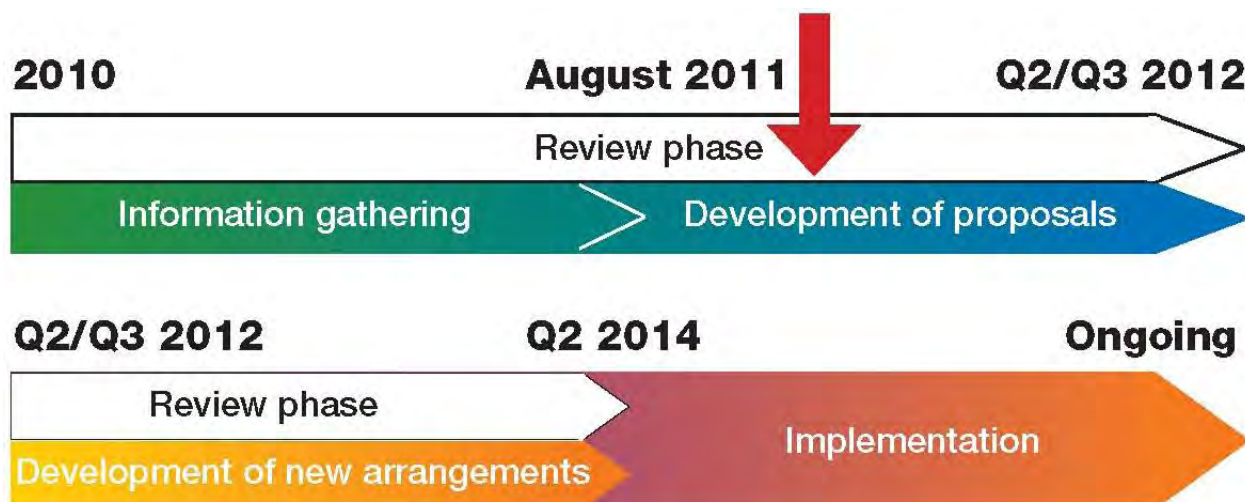 2010 August 2011 Q2/Q3 2012
Review phase
Information gathering Development of proposals
Q2/Q3 2012 Q2 2014 Ongoing
Review phase
Implementation
Development of new arrangements